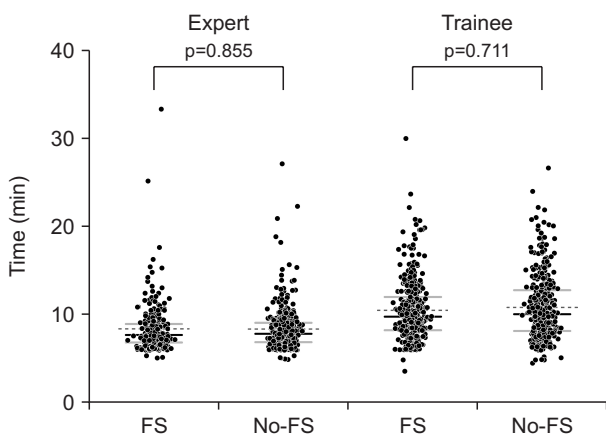 Expert Trainee
p=0.855 p=0.711
40
30
20
10
0
Time (min)
FS No-FS FS No-FS